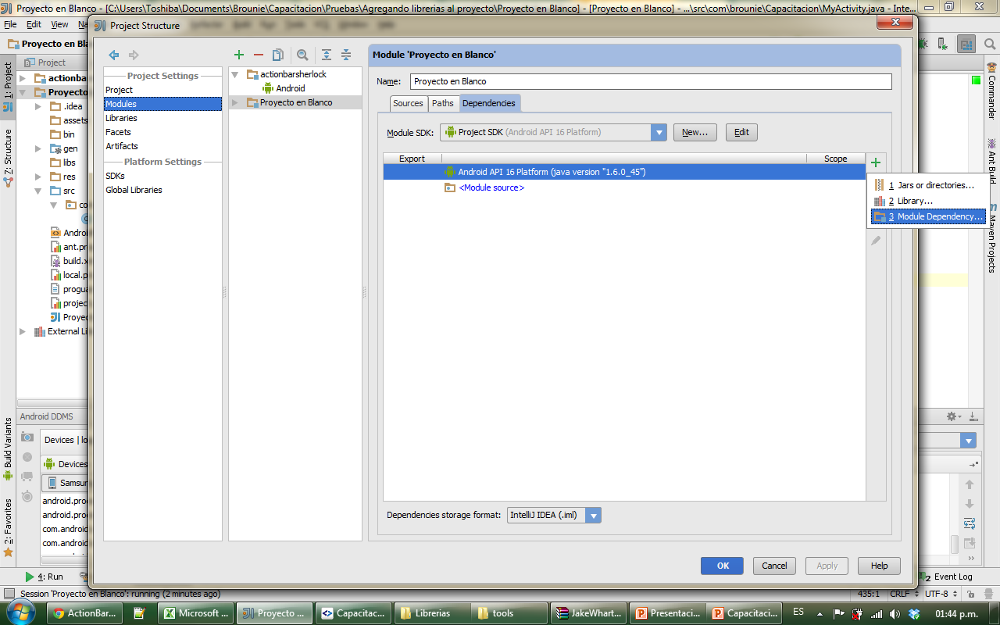 Proyecto en Blanco - [C:\Users\Toshiba\Documents\Brounie\Capacitacion\Pruebas\Agregando librerias al proyecto\Proyecto en Blanco] - [Proyecto en Blanco] - ...\src\com\brounie\Capacitacion\MyActivity.java - Inte...
File Edit View Na
Project Structure
Proyecto en Bl
Project
1: Project
Z: Structure
Build Variants
2: Favorites
actionba
Proyecto
.idea
assets
bin
gen
libs
res
src
co
Androi
ant.pr
build.x
local.p
progua
projec
Proyec
External Li
Android DDMS
Devices | lo
Devices
Samsu
android.proc
android.proc
com.androi
com.androi
Project Settings
Project
Modules
Libraries
Facets
Artifacts
Platform Settings
SDKs
Global Libraries
actionbarsherlock
Android
Proyecto en Blanco
Module 'Proyecto en Blanco'
Name: Proyecto en Blanco
Sources Paths Dependencies
Module SDK: Project SDK (Android API 16 Platform) New... Edit
Export Scope
Android API 16 Platform (java version "1.6.0_45")
<Module source>
1 Jars or directories...
2 Library...
3 Module Dependency...
Dependencies storage format: IntelliJ IDEA (.iml)
OK Cancel Apply Help
Commander
Ant Build
Maven Projects
4: Run
2 Event Log
Session 'Proyecto en Blanco': running (2 minutes ago)
435:1 CRLF UTF-8
ActionBar... Microsoft ... Proyecto ... Capacitac... Librerias tools JakeWhart... Presentaci... Capacitaci... ES 01:44 p.m.